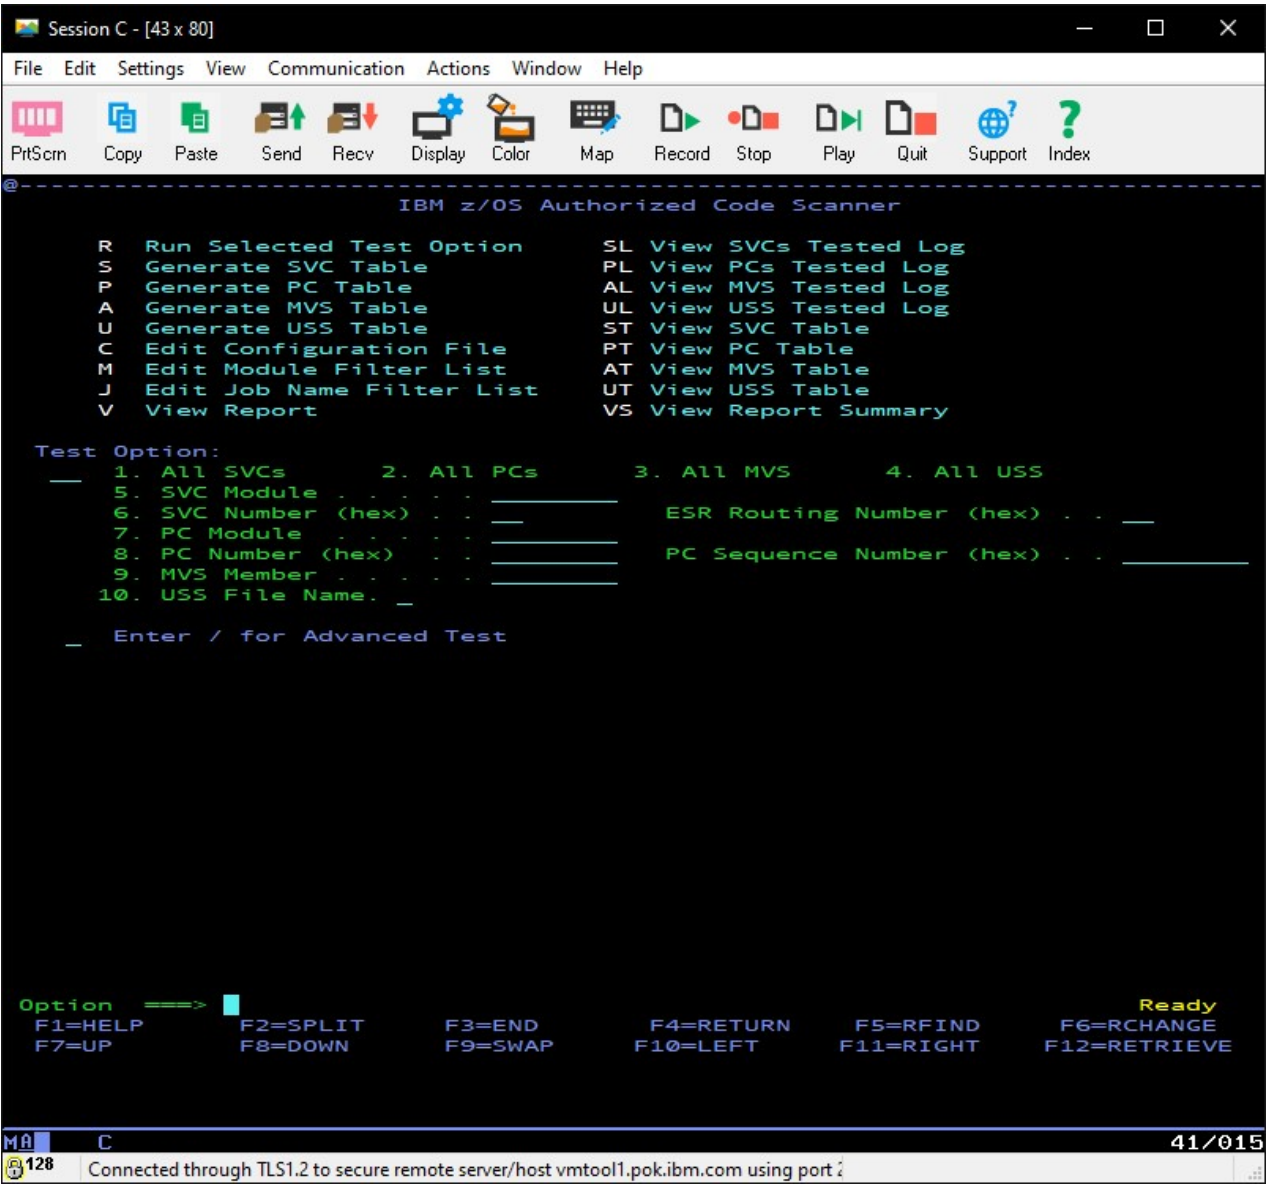 Session C - [43 x 80]
File Edit Settings View Communication Actions Window Help
PrtScrn Copy Paste Send Recv Display Color Map Record Stop Play Quit Support Index
@-------------------------------------------------------------------------------
IBM z/OS Authorized Code Scanner
R Run Selected Test Option SL View SVCs Tested Log
S Generate SVC Table PL View PCs Tested Log
P Generate PC Table AL View MVS Tested Log
A Generate MVS Table UL View USS Tested Log
U Generate USS Table ST View SVC Table
C Edit Configuration File PT View PC Table
M Edit Module Filter List AT View MVS Table
J Edit Job Name Filter List UT View USS Table
V View Report VS View Report Summary
Test Option:
___ 1. All SVCs 2. All PCs 3. All MVS 4. All USS
5. SVC Module . . . . . ________
6. SVC Number (hex) . . __ ESR Routing Number (hex) . . __
7. PC Module . . . . . ________
8. PC Number (hex) . . ________ PC Sequence Number (hex) . . ________
9. MVS Member . . . . . ________
10. USS File Name. _
_ Enter / for Advanced Test
Option ===> Ready
F1=HELP F2=SPLIT F3=END F4=RETURN F5=RFIND F6=RCHANGE
F7=UP F8=DOWN F9=SWAP F10=LEFT F11=RIGHT F12=RETRIEVE
MA C 41/015
128 Connected through TLS1.2 to secure remote server/host vmtool1.pok.ibm.com using port